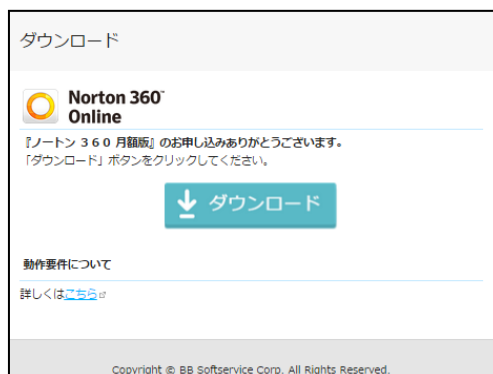 ダウンロード
Norton 360™
Online
『ノートン 360 月額版』のお申し込みありがとうございます。
「ダウンロード」ボタンをクリックしてください。
ダウンロード
動作要件について
詳しくはこちら
Copyright © BB Softservice Corp. All Rights Reserved.